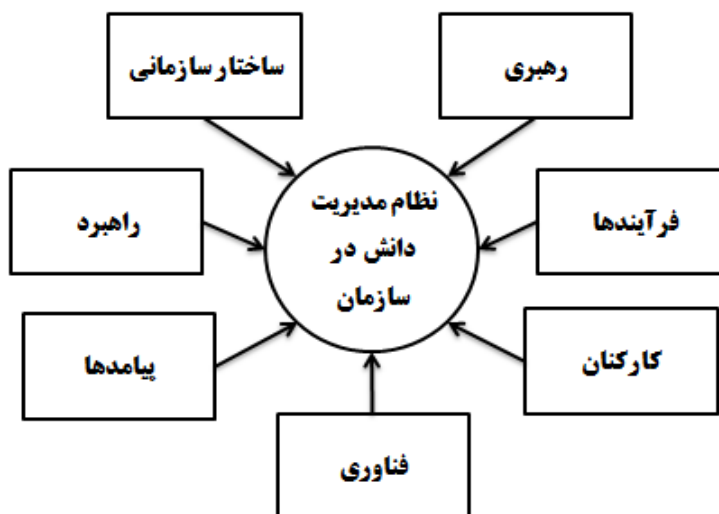 رهبری
ساختار سازمانی
نظام مدیریت
دانش در
سازمان
فرآیندها
راهبرد
کارکنان
پیامدها
فناوری